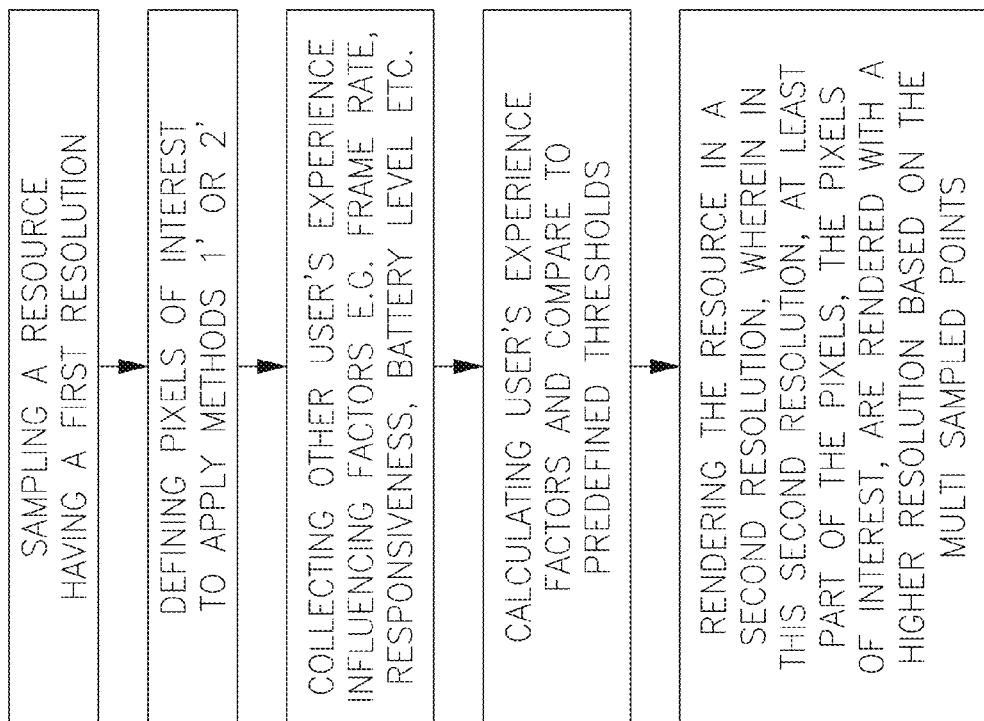 SAMPLING A RESOURCE
HAVING A FIRST RESOLUTION
DEFINING PIXELS OF INTEREST
TO APPLY METHODS 1' OR 2'
COLLECTING OTHER USER'S EXPERIENCE
INFLUENCING FACTORS E.G. FRAME RATE,
RESPONSIVENESS, BATTERY LEVEL ETC.
CALCULATING USER'S EXPERIENCE
FACTORS AND COMPARE TO
PREDEFINED THRESHOLDS
RENDERING THE RESOURCE IN A
SECOND RESOLUTION, WHEREIN IN
THIS SECOND RESOLUTION, AT LEAST
PART OF THE PIXELS, THE PIXELS
OF INTEREST, ARE RENDERED WITH A
HIGHER RESOLUTION BASED ON THE
MULTI SAMPLED POINTS